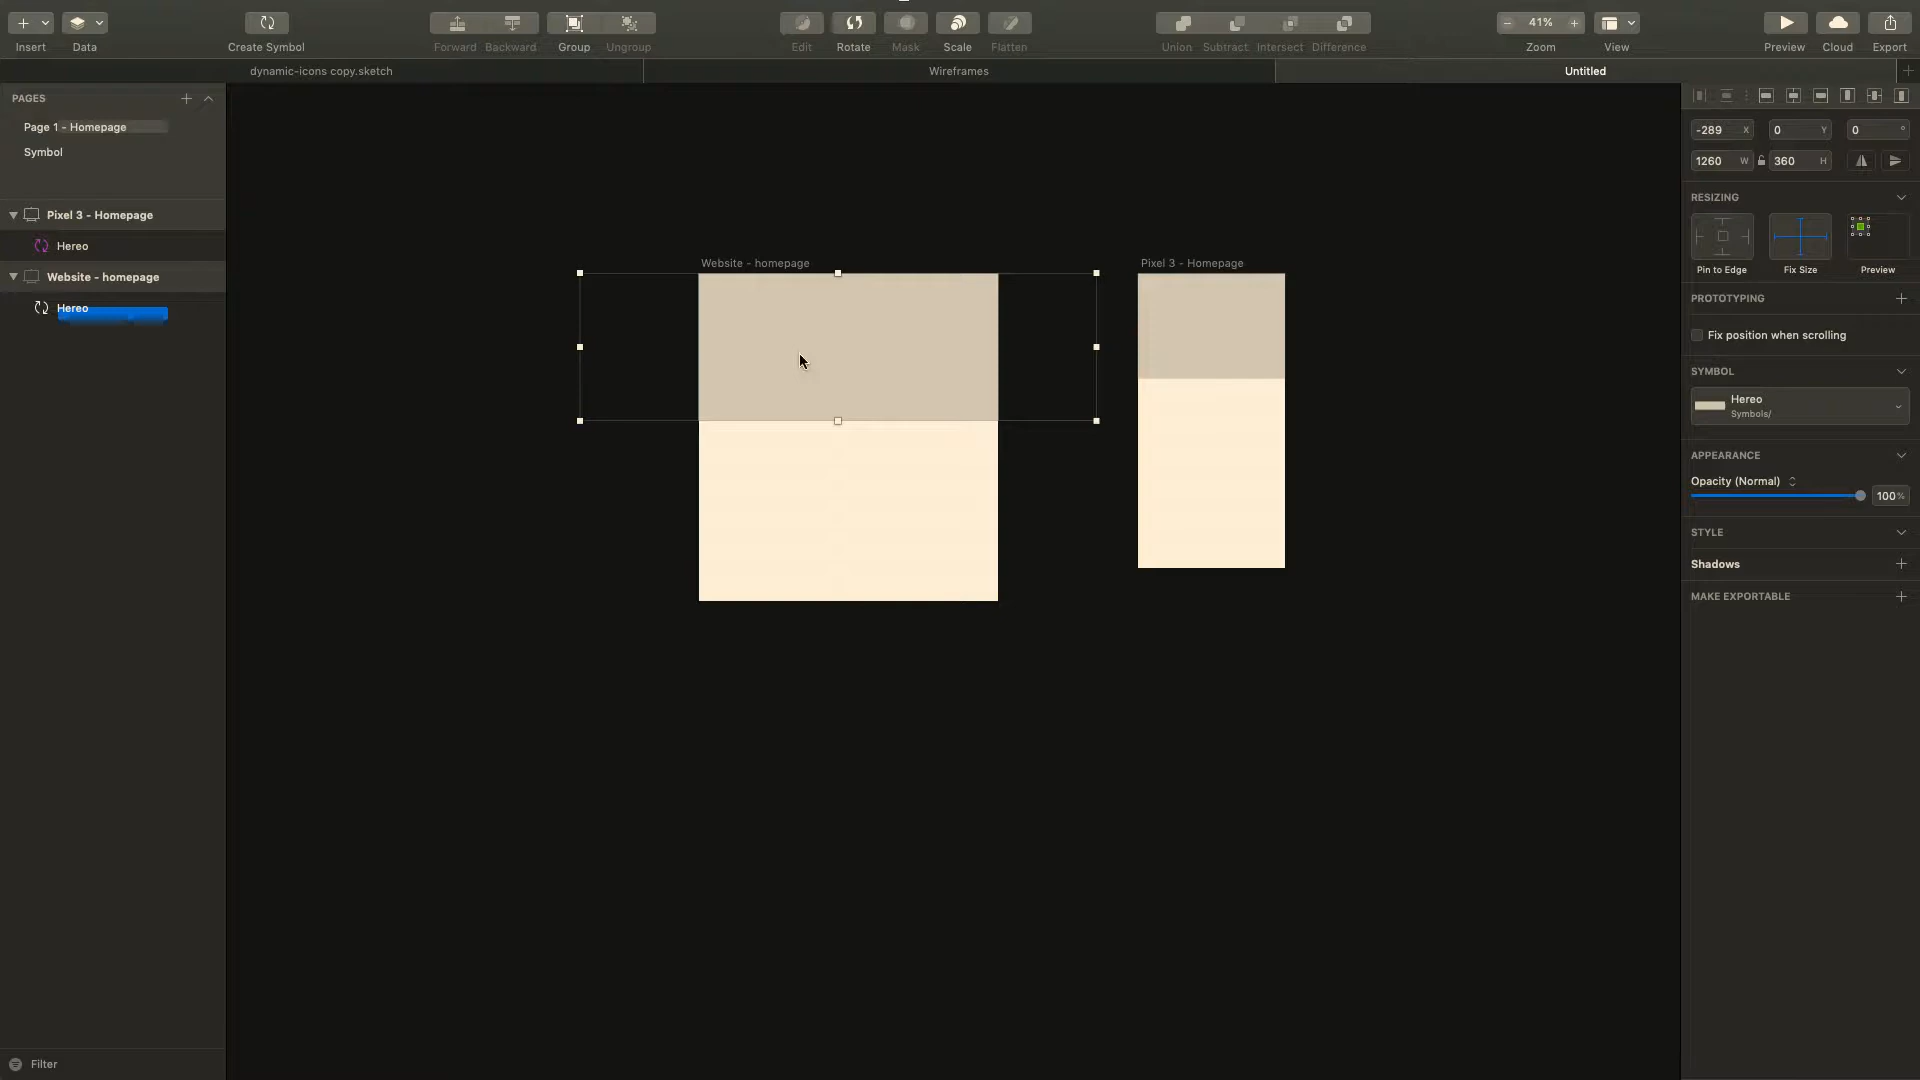 Insert
Data
Create Symbol
Forward
Backward
Group
Ungroup
Edit
Rotate
Mask
Scale
Flatten
Union
Subtract
Intersect
Difference
41%
Zoom
View
Preview
Cloud
Export
dynamic-icons copy.sketch
Wireframes
Untitled
PAGES
Page 1 - Homepage
Symbol
Pixel 3 - Homepage
Hereo
Website - homepage
Hereo
Filter
Website - homepage
Pixel 3 - Homepage
-289 X
0 Y
0 °
1260 W
360 H
RESIZING
Pin to Edge
Fix Size
Preview
PROTOTYPING
Fix position when scrolling
SYMBOL
Hereo
Symbols/
APPEARANCE
Opacity (Normal)
100%
STYLE
Shadows
MAKE EXPORTABLE